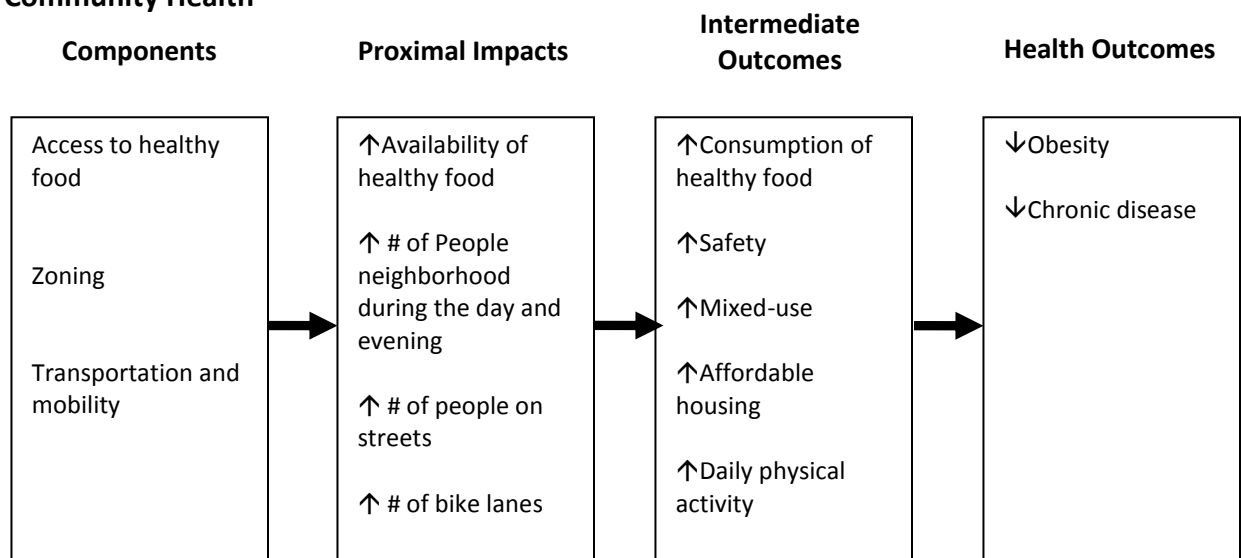 Community Health
Components
Proximal Impacts
Intermediate
Outcomes
Health Outcomes
Access to healthy
food
Zoning
Transportation and
mobility
↑Availability of
healthy food
↑ # of People
neighborhood
during the day and
evening
↑ # of people on
streets
↑ # of bike lanes
↑Consumption of
healthy food
↑Safety
↑Mixed-use
↑Affordable
housing
↑Daily physical
activity
↓Obesity
↓Chronic disease